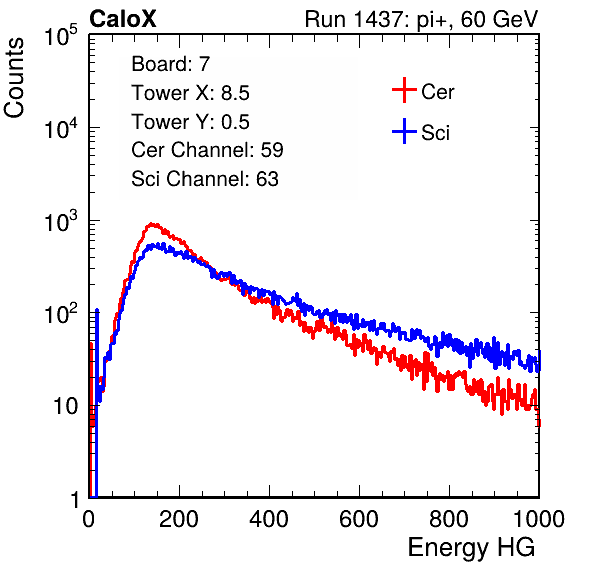 CaloX Run 1437: pi+, 60 GeV
10^5
Counts
Board: 7
Tower X: 8.5
Tower Y: 0.5
Cer Channel: 59
Sci Channel: 63
Cer
Sci
10^4
10^3
10^2
10
1
0 200 400 600 800 1000
Energy HG